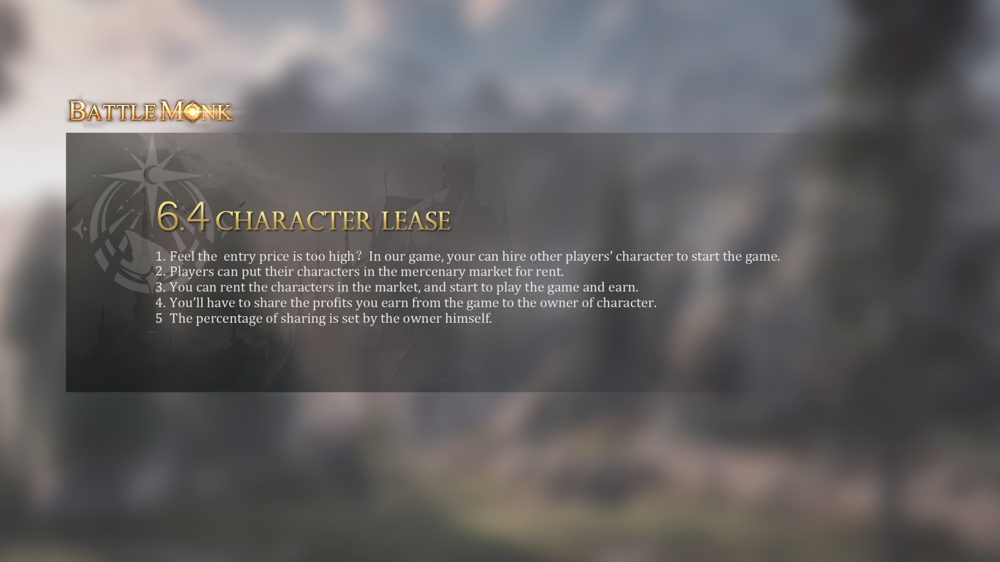 BATTLE MONK
6.4 CHARACTER LEASE
1. Feel the  entry price is too high？ In our game, your can hire other players’ character to start the game.
2. Players can put their characters in the mercenary market for rent.
3. You can rent the characters in the market, and start to play the game and earn.
4. You’ll have to share the profits you earn from the game to the owner of character.
5  The percentage of sharing is set by the owner himself.